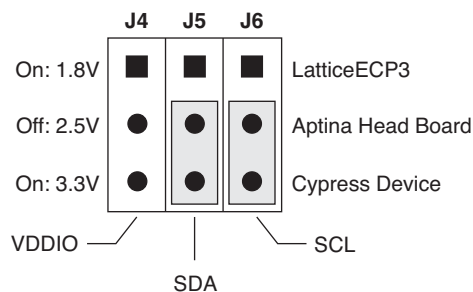 J4 J5 J6
On: 1.8V LatticeECP3
Off: 2.5V Aptina Head Board
On: 3.3V Cypress Device
VDDIO SCL
SDA